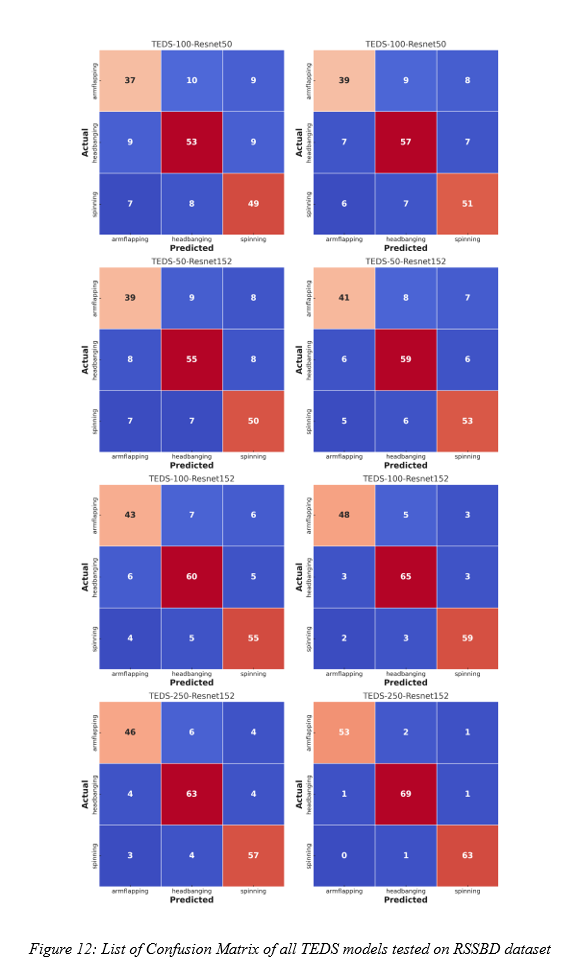 TEDS-100-Resnet50
armflapping 37 10 9
Actual
headbanging 9 53 9
spinning 7 8 49
armflapping headbanging spinning
Predicted
TEDS-100-Resnet50
armflapping 39 9 8
Actual
headbanging 7 57 7
spinning 6 7 51
armflapping headbanging spinning
Predicted
TEDS-50-Resnet152
armflapping 39 9 8
Actual
headbanging 8 55 8
spinning 7 7 50
armflapping headbanging spinning
Predicted
TEDS-50-Resnet152
armflapping 41 8 7
Actual
headbanging 6 59 6
spinning 5 6 53
armflapping headbanging spinning
Predicted
TEDS-100-Resnet152
armflapping 43 7 6
Actual
headbanging 6 60 5
spinning 4 5 55
armflapping headbanging spinning
Predicted
TEDS-100-Resnet152
armflapping 48 5 3
Actual
headbanging 3 65 3
spinning 2 3 59
armflapping headbanging spinning
Predicted
TEDS-250-Resnet152
armflapping 46 6 4
Actual
headbanging 4 63 4
spinning 3 4 57
armflapping headbanging spinning
Predicted
TEDS-250-Resnet152
armflapping 53 2 1
Actual
headbanging 1 69 1
spinning 0 1 63
armflapping headbanging spinning
Predicted
Figure 12: List of Confusion Matrix of all TEDS models tested on RSSBD dataset